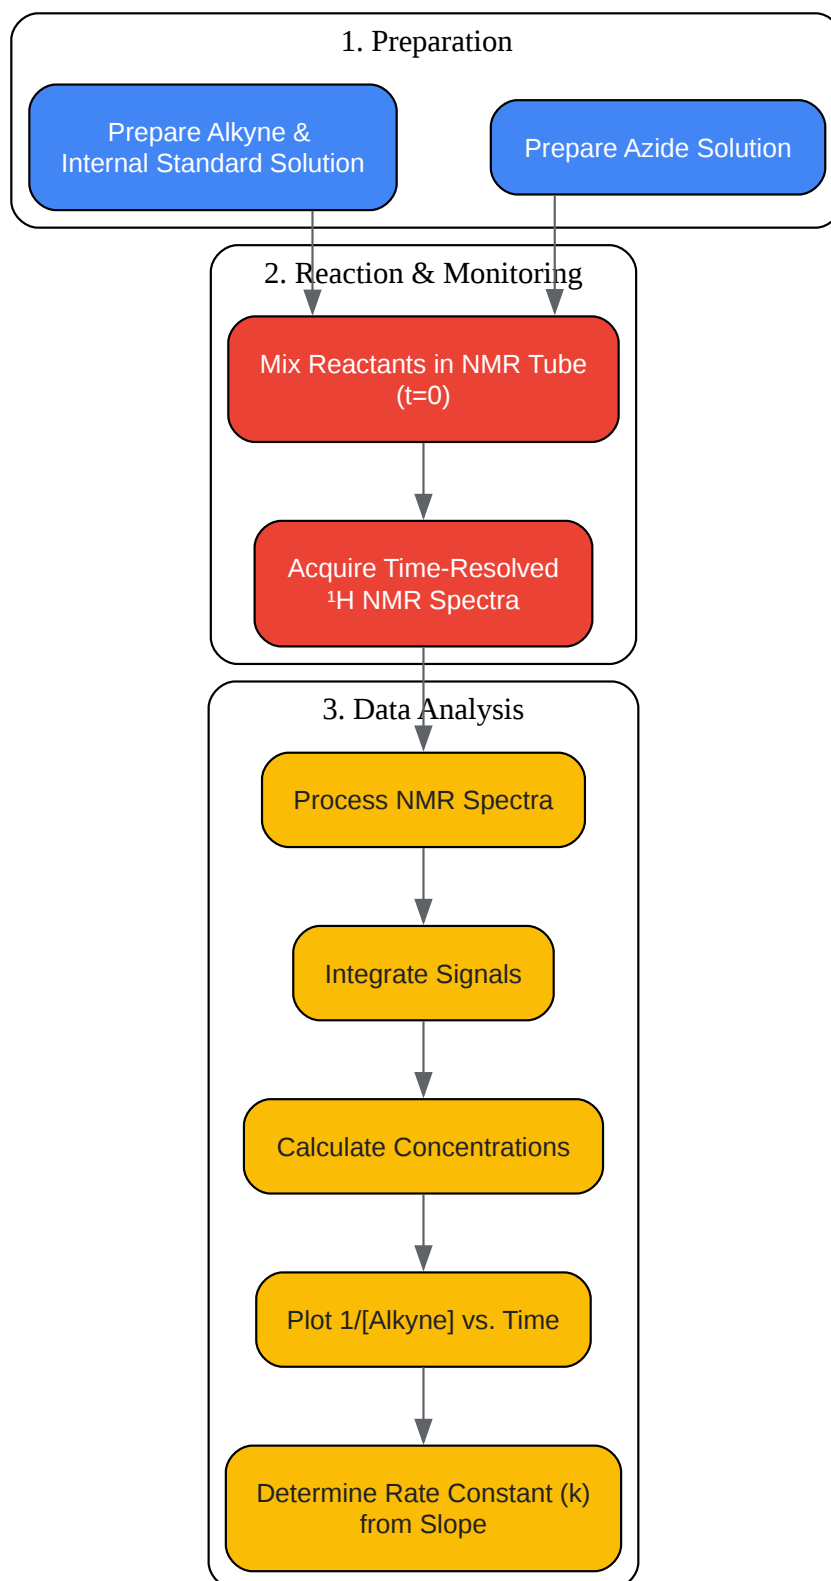 1. Preparation
Prepare Alkyne &
Internal Standard Solution
Prepare Azide Solution
2. Reaction & Monitoring
Mix Reactants in NMR Tube
(t=0)
Acquire Time-Resolved
¹H NMR Spectra
3. Data Analysis
Process NMR Spectra
Integrate Signals
Calculate Concentrations
Plot 1/[Alkyne] vs. Time
Determine Rate Constant (k)
from Slope